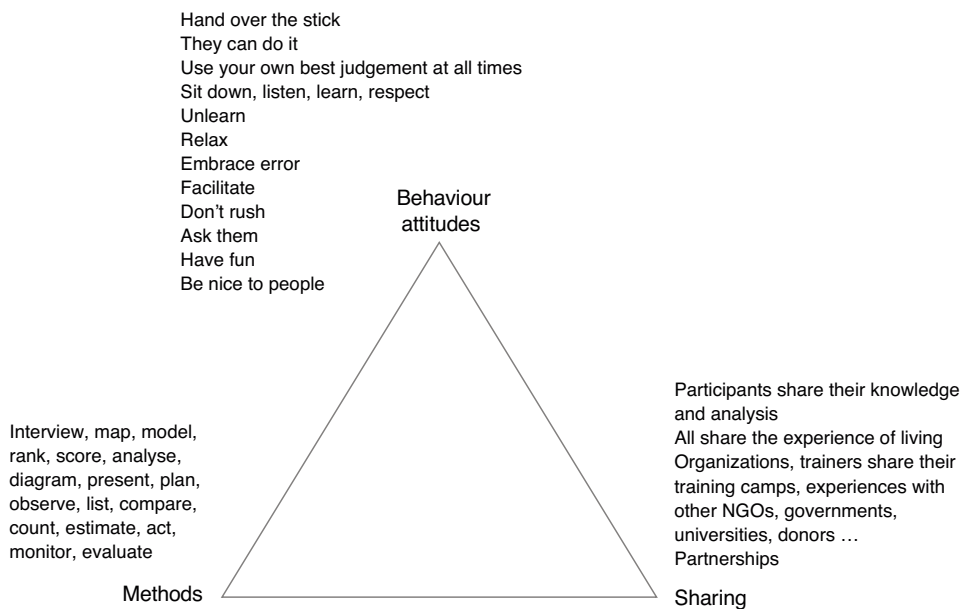 Hand over the stick
They can do it
Use your own best judgement at all times
Sit down, listen, learn, respect
Unlearn
Relax
Embrace error
Facilitate
Don't rush
Ask them
Have fun
Be nice to people
Behaviour
attitudes
Interview, map, model,
rank, score, analyse,
diagram, present, plan,
observe, list, compare,
count, estimate, act,
monitor, evaluate
Methods
Participants share their knowledge
and analysis
All share the experience of living
Organizations, trainers share their
training camps, experiences with
other NGOs, governments,
universities, donors …
Partnerships
Sharing